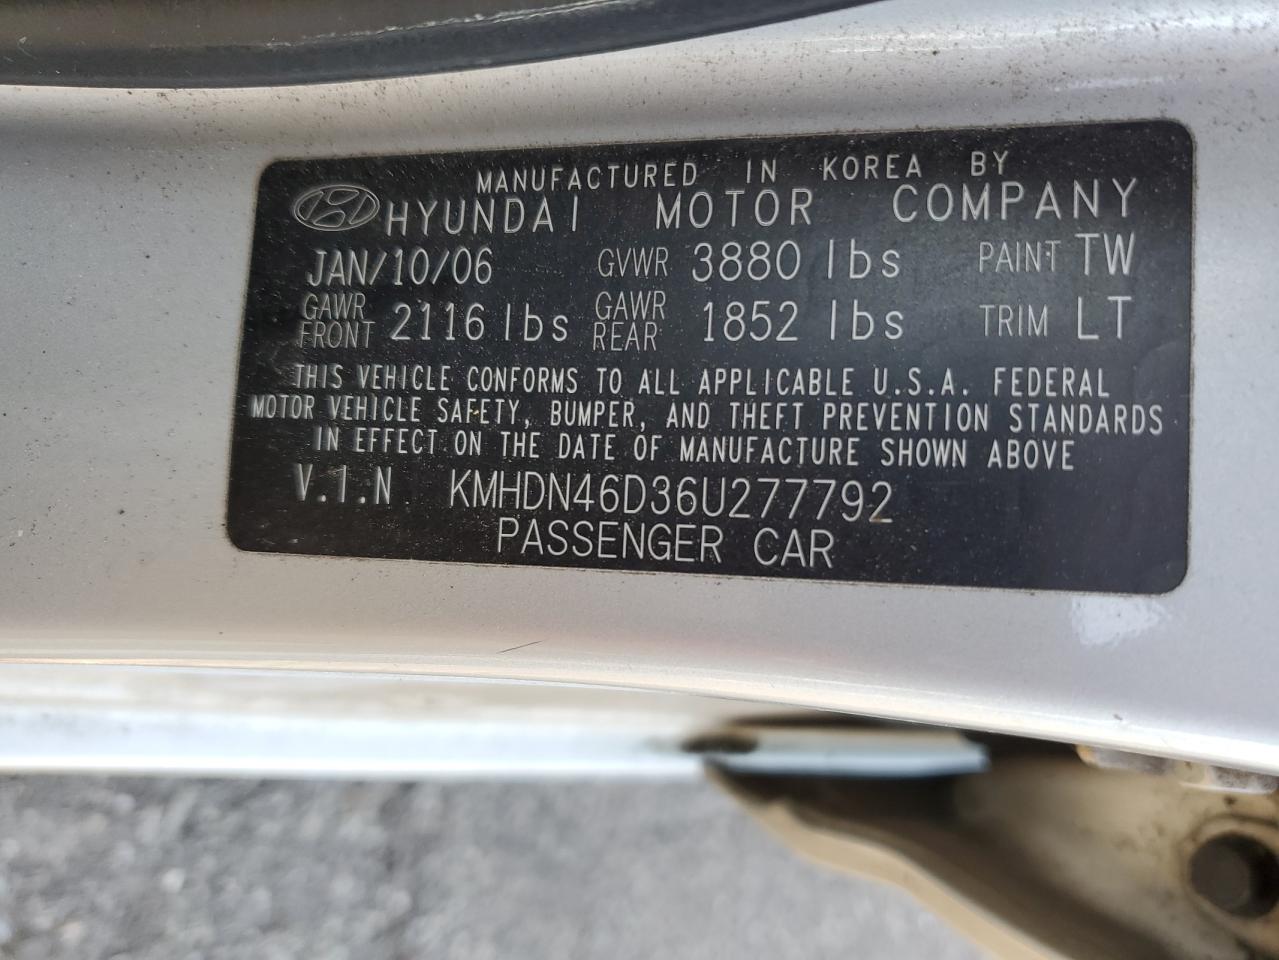 MANUFACTURED IN KOREA BY
HYUNDAI MOTOR COMPANY
JAN/10/06 GVWR 3880 lbs PAINT TW
GAWR FRONT 2116 lbs GAWR REAR 1852 lbs TRIM LT
THIS VEHICLE CONFORMS TO ALL APPLICABLE U.S.A. FEDERAL
MOTOR VEHICLE SAFETY, BUMPER, AND THEFT PREVENTION STANDARDS
IN EFFECT ON THE DATE OF MANUFACTURE SHOWN ABOVE
V.I.N KMHDN46D36U277792
PASSENGER CAR